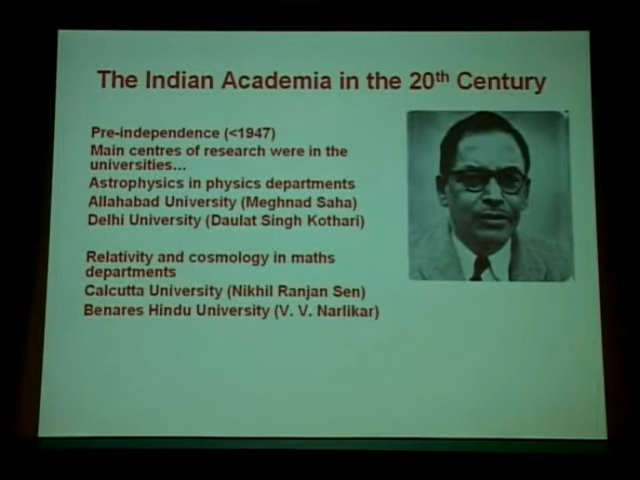 The Indian Academia in the 20th Century
Pre-independence (<1947)
Main centres of research were in the
universities...
Astrophysics in physics departments
Allahabad University (Meghnad Saha)
Delhi University (Daulat Singh Kothari)
Relativity and cosmology in maths
departments
Calcutta University (Nikhil Ranjan Sen)
Benares Hindu University (V. V. Narlikar)